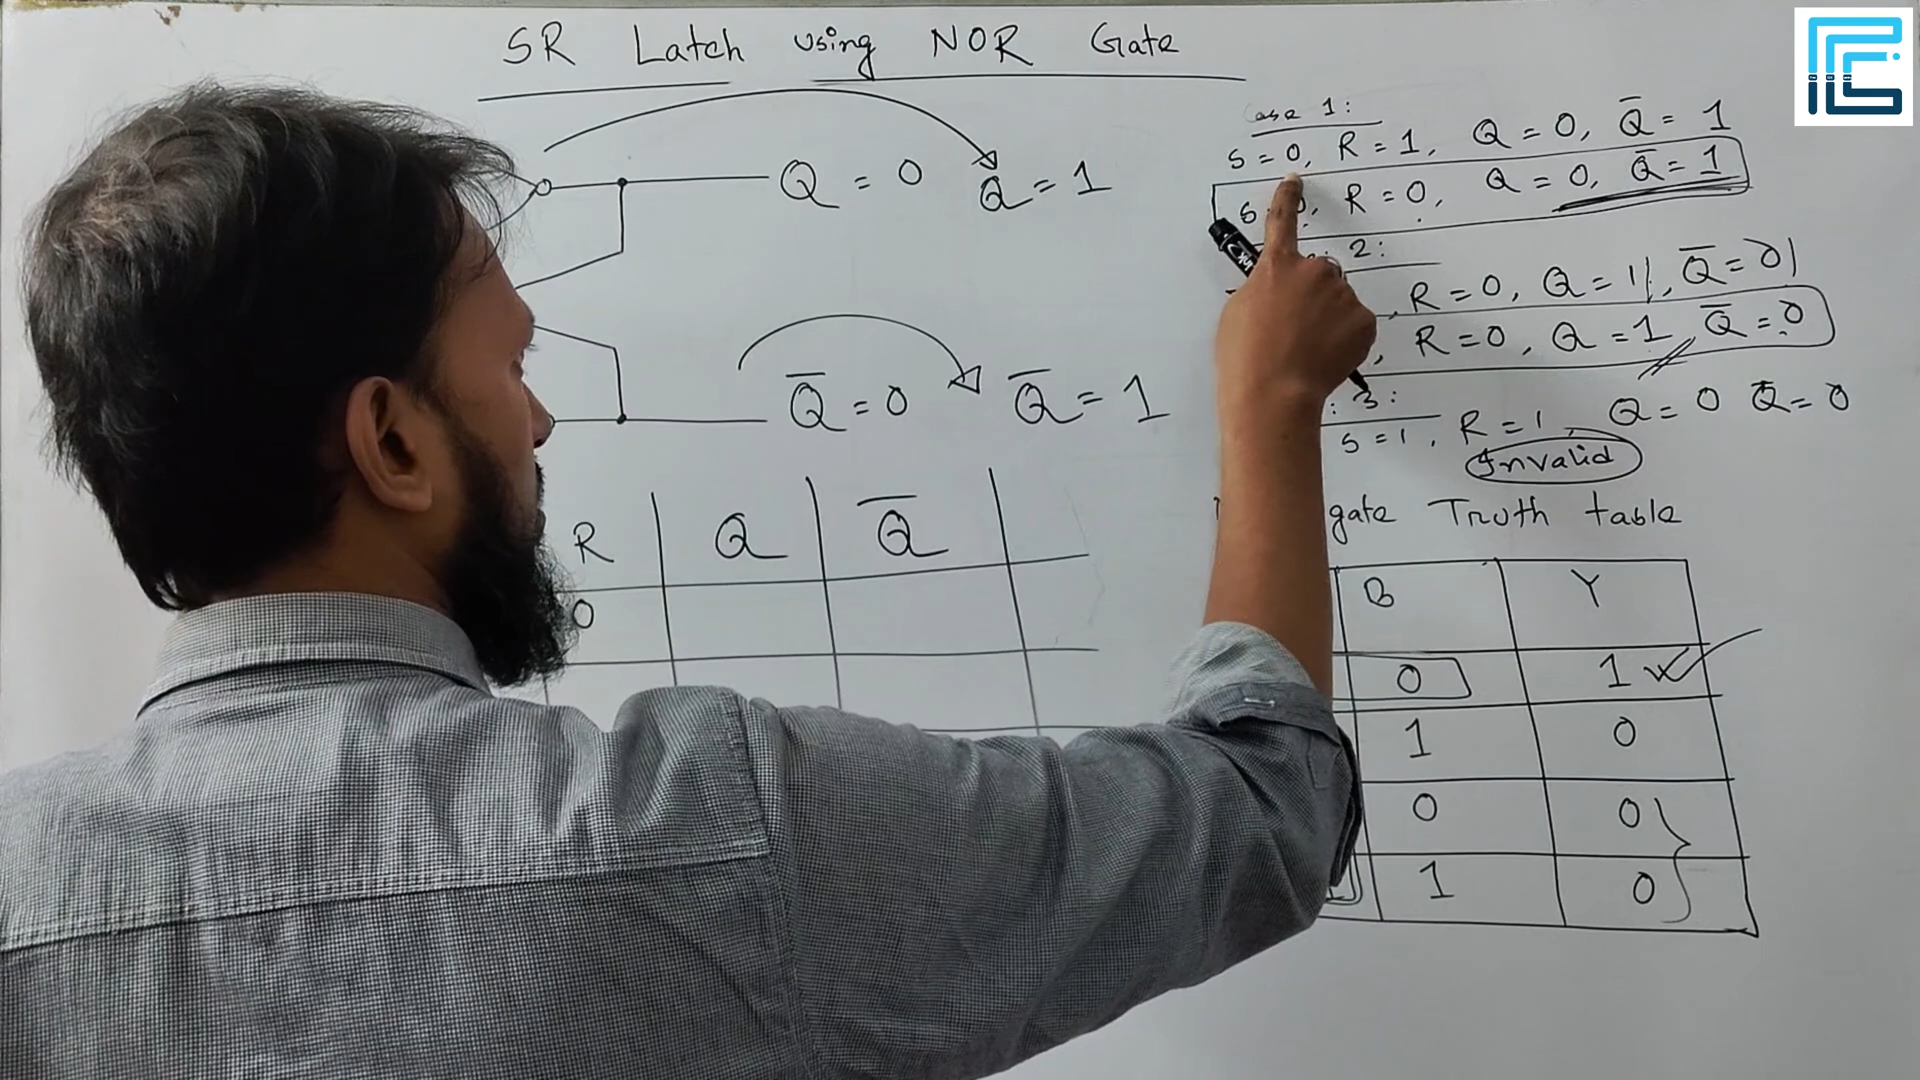 SR Latch using NOR Gate
Q = 0 Q = 1
Q̅ = 0 Q̅ = 1
R Q Q̅
0
Case 1:
S = 0, R = 1, Q = 0, Q̅ = 1
S R = 0, Q = 0, Q̅ = 1
2:
, R = 0, Q = 1, Q̅ = 0
, R = 0, Q = 1, Q̅ = 0
: 3:
S = 1, R = 1, Q = 0 Q̅ = 0
Invalid
gate Truth table
B Y
0 1
1 0
0 0
1 0